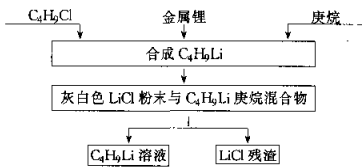 C₄H₉Cl 金属锂 庚烷
合成 C₄H₉Li
灰白色 LiCl 粉末与 C₄H₉Li 庚烷混合物
C₄H₉Li 溶液 LiCl 残渣